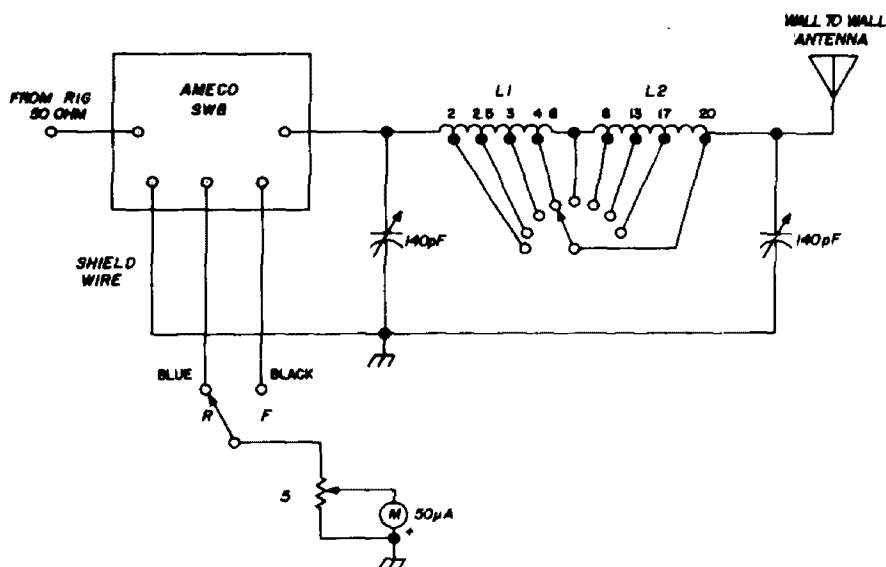 WALL TO WALL
ANTENNA
FROM RIG
50 OHM
AMECO
SWB
L1
L2
2 2.5 3 4 6
6 13 17 20
140pF
140pF
SHIELD
WIRE
BLUE
BLACK
R
F
5
M
50µA
+